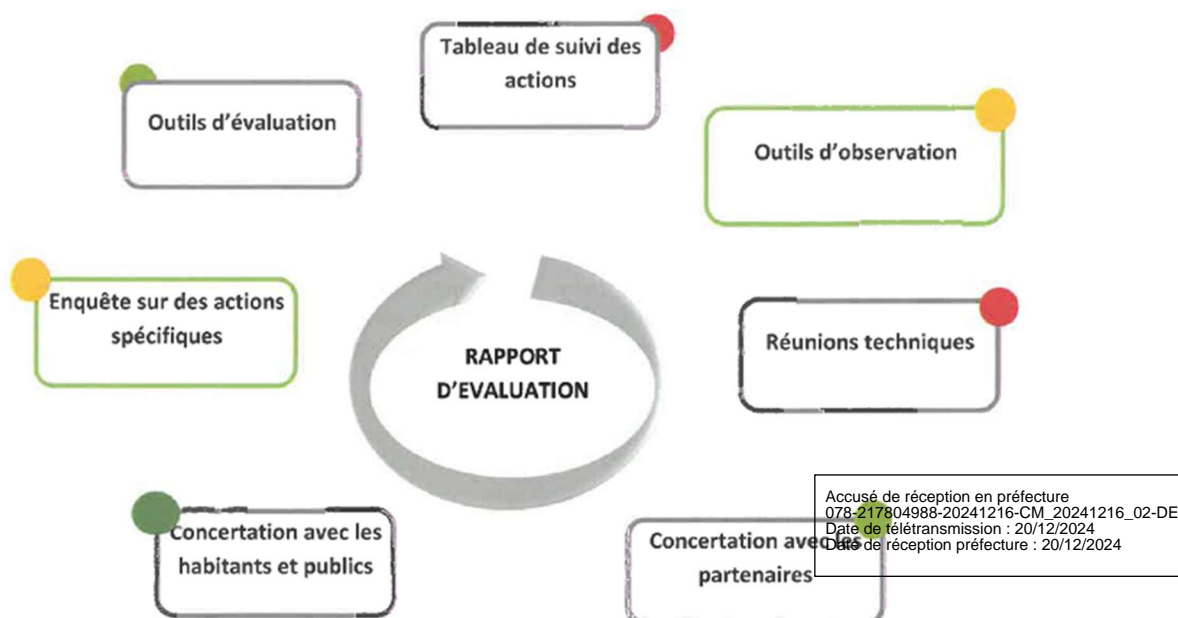 Tableau de suivi des
actions
Outils d'évaluation
Outils d'observation
Enquête sur des actions
spécifiques
Réunions techniques
RAPPORT
D'EVALUATION
Concertation avec les
habitants et publics
Concertation avec les
partenaires
Accusé de réception en préfecture
078-217804988-20241216-CM_20241216_02-DE
Date de télétransmission : 20/12/2024
Date de réception préfecture : 20/12/2024